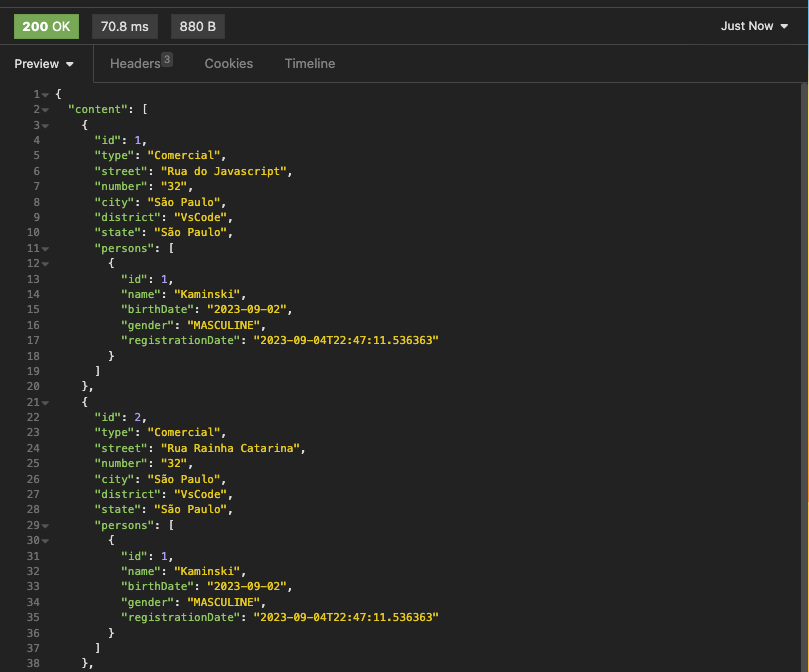 200 OK 70.8 ms 880 B Just Now
Preview Headers 3 Cookies Timeline
1 {
2 "content": [
3 {
4 "id": 1,
5 "type": "Comercial",
6 "street": "Rua do Javascript",
7 "number": "32",
8 "city": "São Paulo",
9 "district": "VsCode",
10 "state": "São Paulo",
11 "persons": [
12 {
13 "id": 1,
14 "name": "Kaminski",
15 "birthDate": "2023-09-02",
16 "gender": "MASCULINE",
17 "registrationDate": "2023-09-04T22:47:11.536363"
18 }
19 ]
20 },
21 {
22 "id": 2,
23 "type": "Comercial",
24 "street": "Rua Rainha Catarina",
25 "number": "32",
26 "city": "São Paulo",
27 "district": "VsCode",
28 "state": "São Paulo",
29 "persons": [
30 {
31 "id": 1,
32 "name": "Kaminski",
33 "birthDate": "2023-09-02",
34 "gender": "MASCULINE",
35 "registrationDate": "2023-09-04T22:47:11.536363"
36 }
37 ]
38 },